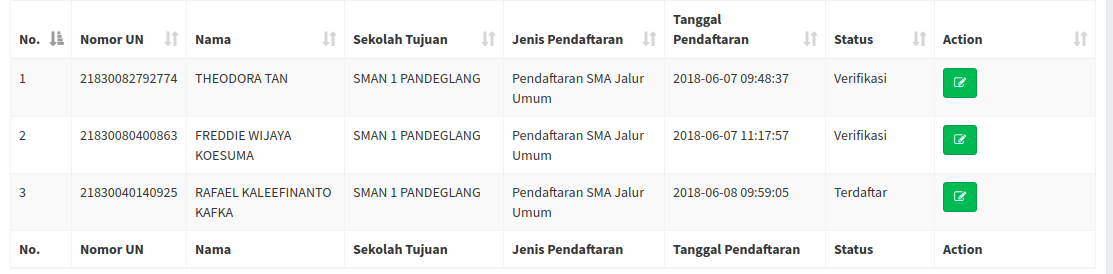 No. Nomor UN Nama Sekolah Tujuan Jenis Pendaftaran Tanggal Pendaftaran Status Action
1 21830082792774 THEODORA TAN SMAN 1 PANDEGLANG Pendaftaran SMA Jalur Umum 2018-06-07 09:48:37 Verifikasi
2 21830080400863 FREDDIE WIJAYA KOESUMA SMAN 1 PANDEGLANG Pendaftaran SMA Jalur Umum 2018-06-07 11:17:57 Verifikasi
3 21830040140925 RAFAEL KALEEFINANTO KAFKA SMAN 1 PANDEGLANG Pendaftaran SMA Jalur Umum 2018-06-08 09:59:05 Terdaftar
No. Nomor UN Nama Sekolah Tujuan Jenis Pendaftaran Tanggal Pendaftaran Status Action